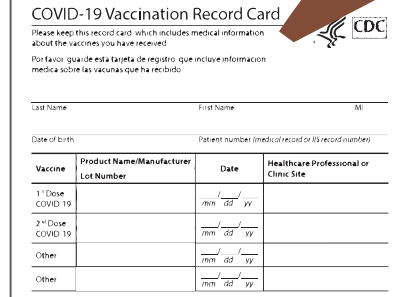 COVID-19 Vaccination Record Card
CDC
Please keep this record card, which includes medical information
about the vaccines you have received.
Por favor, guarde esta tarjeta de registro, que incluye información
médica sobre las vacunas que ha recibido.
Last Name First Name MI
Date of birth Patient number (medical record or IIS record number)
Vaccine Product Name/Manufacturer Lot Number Date Healthcare Professional or Clinic Site
1st Dose
COVID-19
mm / dd / yy
2nd Dose
COVID-19
mm / dd / yy
Other
mm / dd / yy
Other
mm / dd / yy